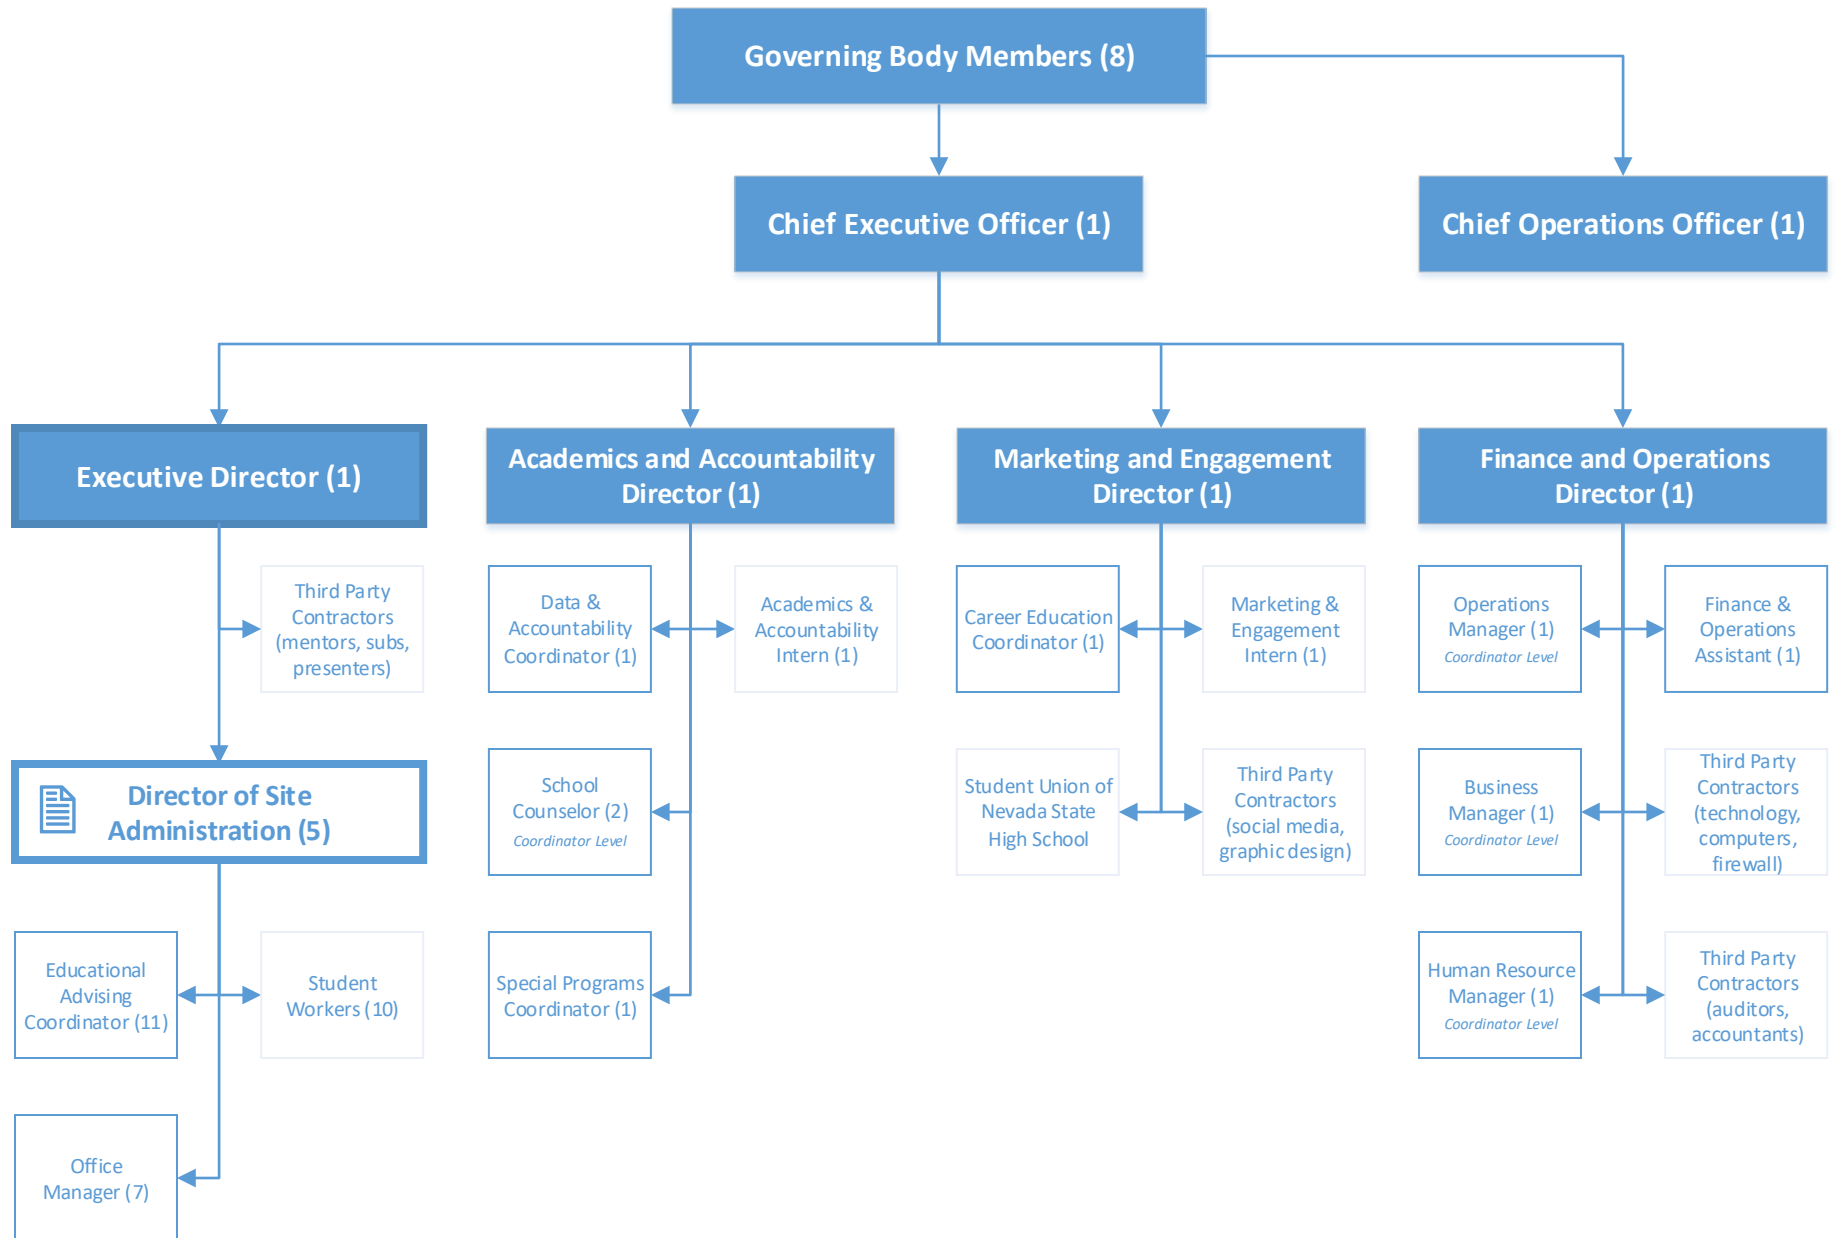 Governing Body Members (8)
Chief Executive Officer (1)
Chief Operations Officer (1)
Executive Director (1)
Academics and Accountability
Director (1)
Marketing and Engagement
Director (1)
Finance and Operations
Director (1)
Third Party
Contractors
(mentors, subs,
presenters)
Data &
Accountability
Coordinator (1)
Academics &
Accountability
Intern (1)
Career Education
Coordinator (1)
Marketing &
Engagement
Intern (1)
Operations
Manager (1)
Coordinator Level
Finance &
Operations
Assistant (1)
Director of Site
Administration (5)
School
Counselor (2)
Coordinator Level
Student Union of
Nevada State
High School
Third Party
Contractors
(social media,
graphic design)
Business
Manager (1)
Coordinator Level
Third Party
Contractors
(technology,
computers,
firewall)
Educational
Advising
Coordinator (11)
Student
Workers (10)
Special Programs
Coordinator (1)
Human Resource
Manager (1)
Coordinator Level
Third Party
Contractors
(auditors,
accountants)
Office
Manager (7)